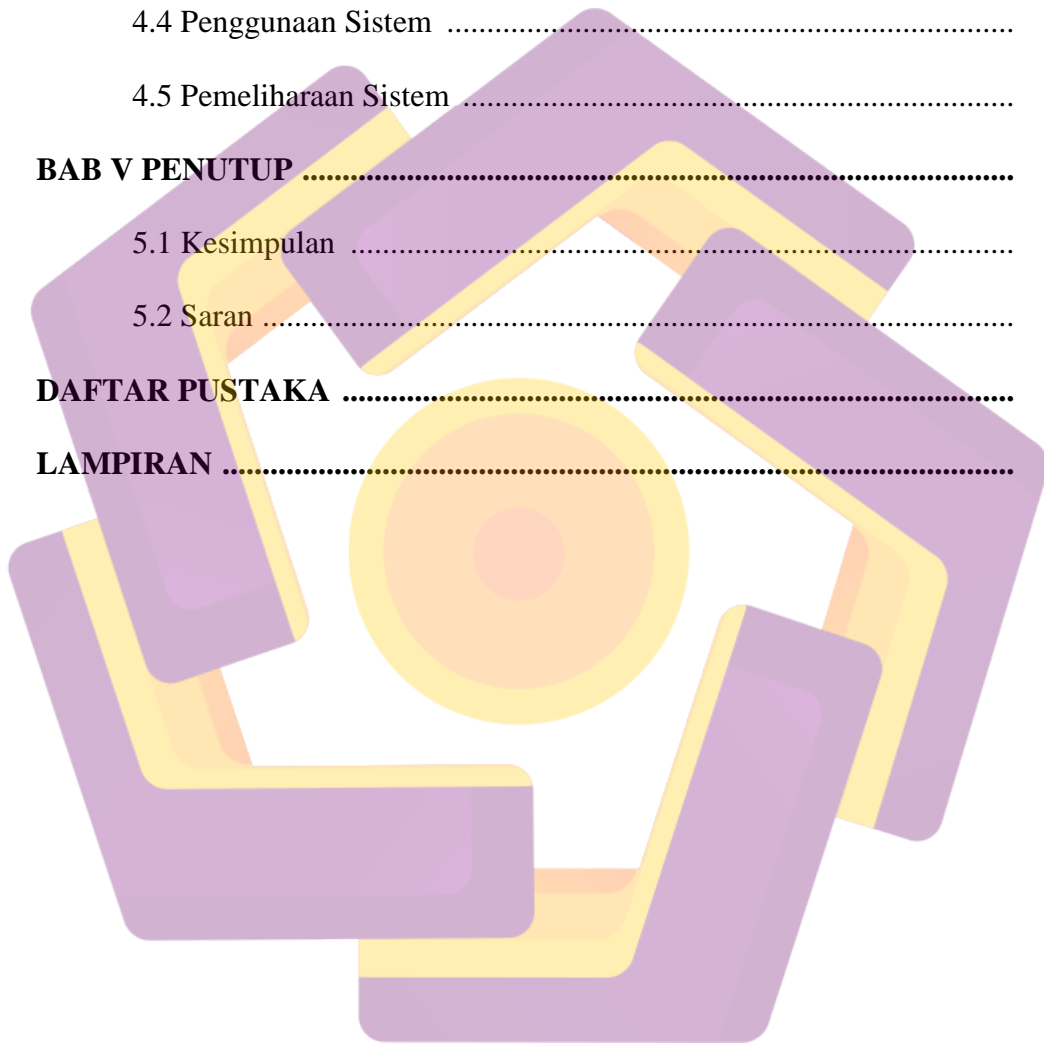 4.4 Penggunaan Sistem ........................................................................
4.5 Pemeliharaan Sistem ......................................................................
BAB V PENUTUP ...........................................................................................
5.1 Kesimpulan ....................................................................................
5.2 Saran ................................................................................................
DAFTAR PUSTAKA ......................................................................................
LAMPIRAN .....................................................................................................